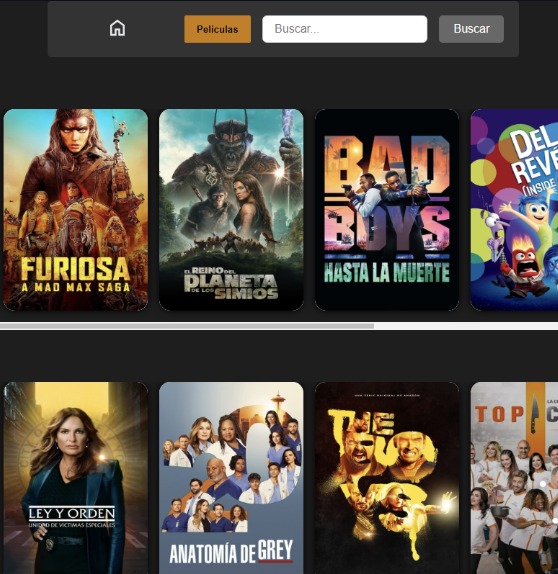 Películas
Buscar...
Buscar
FURIOSA
A MAD MAX SAGA
EL REINO DEL
PLANETA
DE LOS SIMIOS
BAD
BOYS
HASTA LA MUERTE
DEL
REVE
(INSIDE
LEY Y ORDEN
UNIDAD DE VICTIMAS ESPECIALES
ANATOMÍA DE GREY
THE
BOYS
TOP C